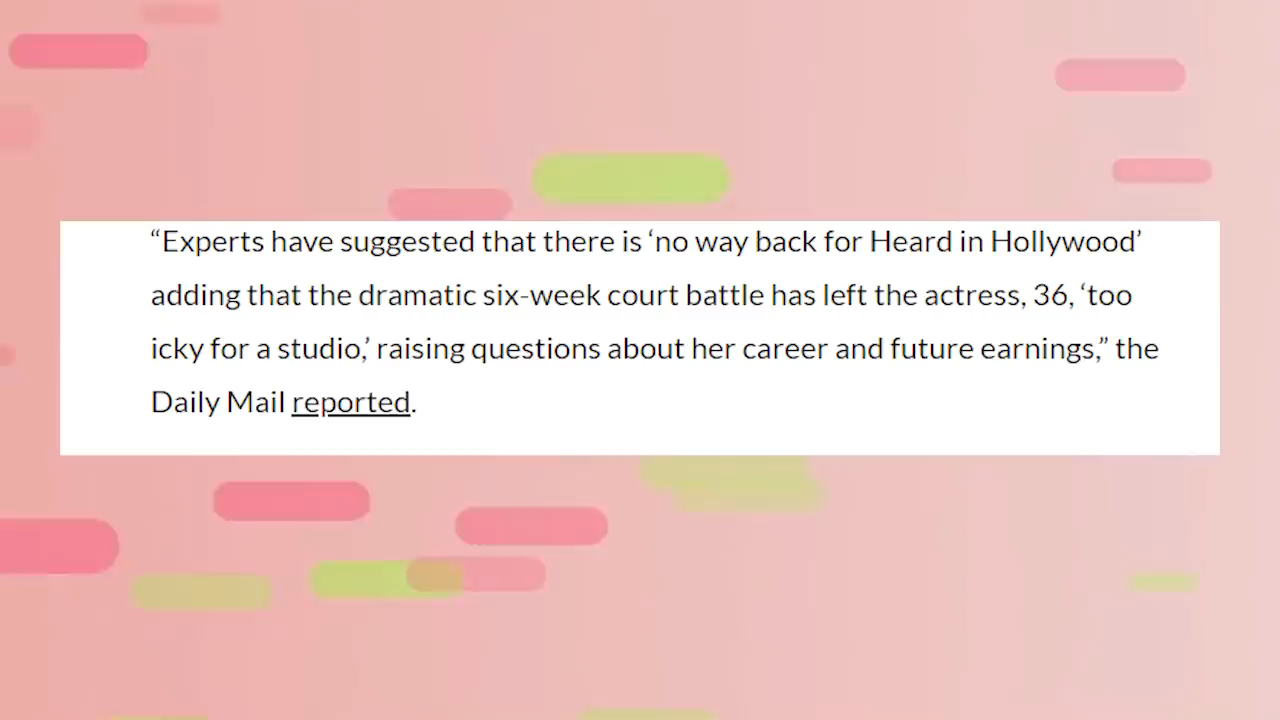 “Experts have suggested that there is ‘no way back for Heard in Hollywood’
adding that the dramatic six-week court battle has left the actress, 36, ‘too
icky for a studio,’ raising questions about her career and future earnings,” the
Daily Mail reported.